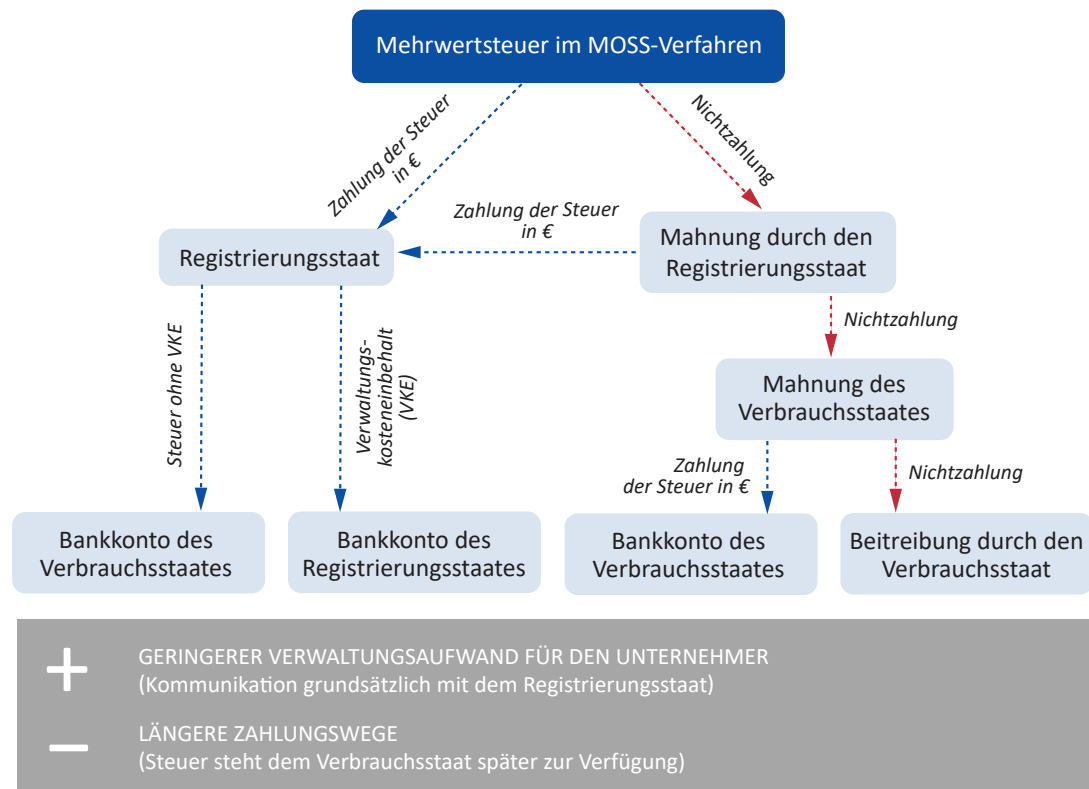 Mehrwertsteuer im MOSS-Verfahren
Zahlung der Steuer
in €
Nichtzahlung
Zahlung der Steuer
in €
Registrierungsstaat
Mahnung durch den
Registrierungsstaat
Nichtzahlung
Steuer ohne VKE
Verwaltungs-
kosteneinbehalt
(VKE)
Mahnung des
Verbrauchsstaates
Zahlung
der Steuer in €
Nichtzahlung
Bankkonto des
Verbrauchsstaates
Bankkonto des
Registrierungsstaates
Bankkonto des
Verbrauchsstaates
Beitreibung durch den
Verbrauchsstaat
+
GERINGERER VERWALTUNGSAUFWAND FÜR DEN UNTERNEHMER
(Kommunikation grundsätzlich mit dem Registrierungsstaat)
–
LÄNGERE ZAHLUNGSWEGE
(Steuer steht dem Verbrauchsstaat später zur Verfügung)